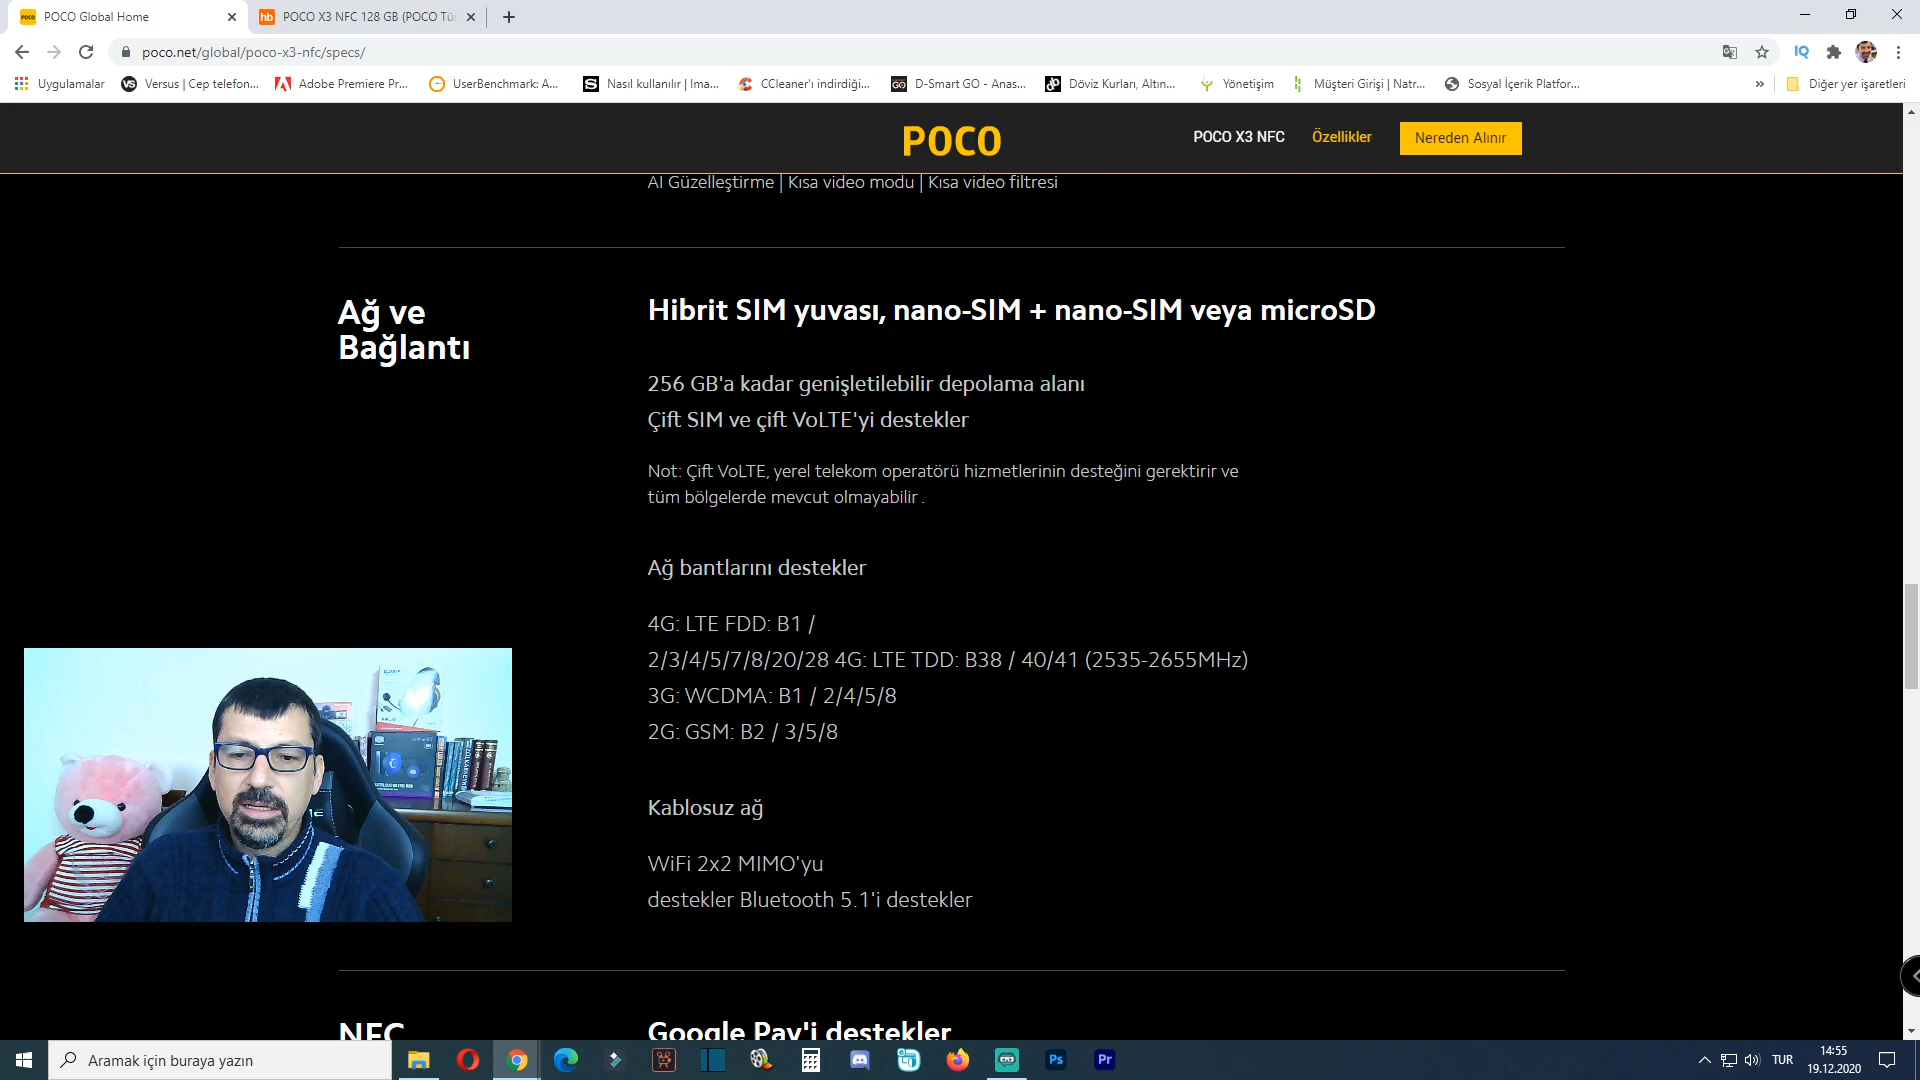 POCO Global Home
POCO X3 NFC 128 GB (POCO Tür
poco.net/global/poco-x3-nfc/specs/
Uygulamalar
Versus | Cep telefon...
Adobe Premiere Pr...
UserBenchmark: A...
Nasıl kullanılır | Ima...
CCleaner'ı indirdiği...
D-Smart GO - Anas...
Döviz Kurları, Altın...
Yönetişim
Müşteri Girişi | Natr...
Sosyal İçerik Platfor...
Diğer yer işaretleri
POCO
POCO X3 NFC
Özellikler
Nereden Alınır
AI Güzelleştirme | Kısa video modu | Kısa video filtresi
Ağ ve
Bağlantı
Hibrit SIM yuvası, nano-SIM + nano-SIM veya microSD
256 GB'a kadar genişletilebilir depolama alanı
Çift SIM ve çift VoLTE'yi destekler
Not: Çift VoLTE, yerel telekom operatörü hizmetlerinin desteğini gerektirir ve
tüm bölgelerde mevcut olmayabilir .
Ağ bantlarını destekler
4G: LTE FDD: B1 /
2/3/4/5/7/8/20/28 4G: LTE TDD: B38 / 40/41 (2535-2655MHz)
3G: WCDMA: B1 / 2/4/5/8
2G: GSM: B2 / 3/5/8
Kablosuz ağ
WiFi 2x2 MIMO'yu
destekler Bluetooth 5.1'i destekler
NFC
Google Pay'i destekler
Aramak için buraya yazın
TUR
14:55
19.12.2020